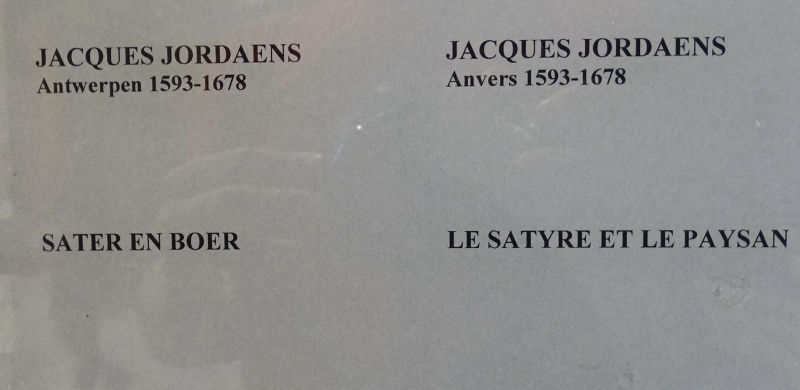 JACQUES JORDAENS
Antwerpen 1593-1678
SATER EN BOER
JACQUES JORDAENS
Anvers 1593-1678
LE SATYRE ET LE PAYSAN